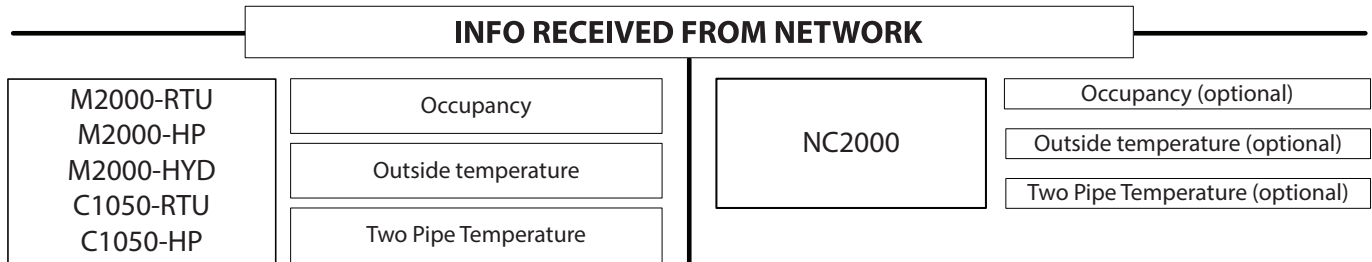 INFO RECEIVED FROM NETWORK
M2000-RTU
M2000-HP
M2000-HYD
C1050-RTU
C1050-HP
Occupancy
Outside temperature
Two Pipe Temperature
NC2000
Occupancy (optional)
Outside temperature (optional)
Two Pipe Temperature (optional)